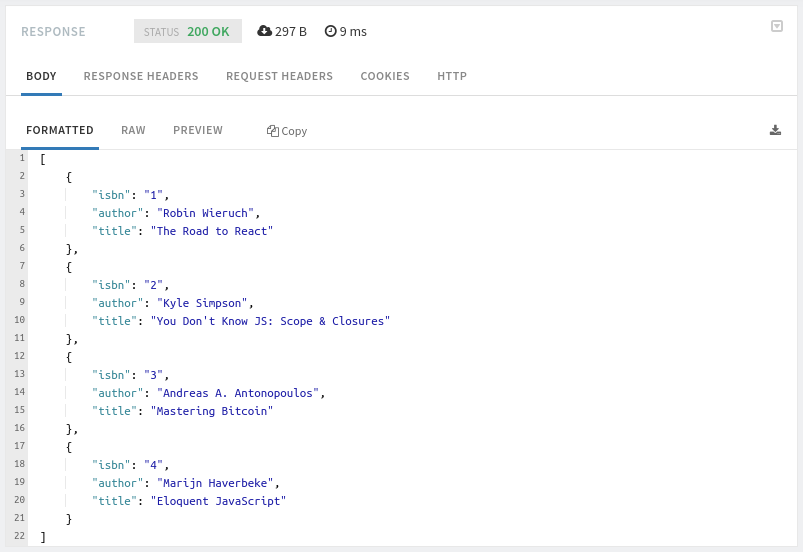 RESPONSE STATUS 200 OK 297 B 9 ms
BODY RESPONSE HEADERS REQUEST HEADERS COOKIES HTTP
FORMATTED RAW PREVIEW Copy
1 [
2     {
3         "isbn": "1",
4         "author": "Robin Wieruch",
5         "title": "The Road to React"
6     },
7     {
8         "isbn": "2",
9         "author": "Kyle Simpson",
10         "title": "You Don't Know JS: Scope & Closures"
11     },
12     {
13         "isbn": "3",
14         "author": "Andreas A. Antonopoulos",
15         "title": "Mastering Bitcoin"
16     },
17     {
18         "isbn": "4",
19         "author": "Marijn Haverbeke",
20         "title": "Eloquent JavaScript"
21     }
22 ]